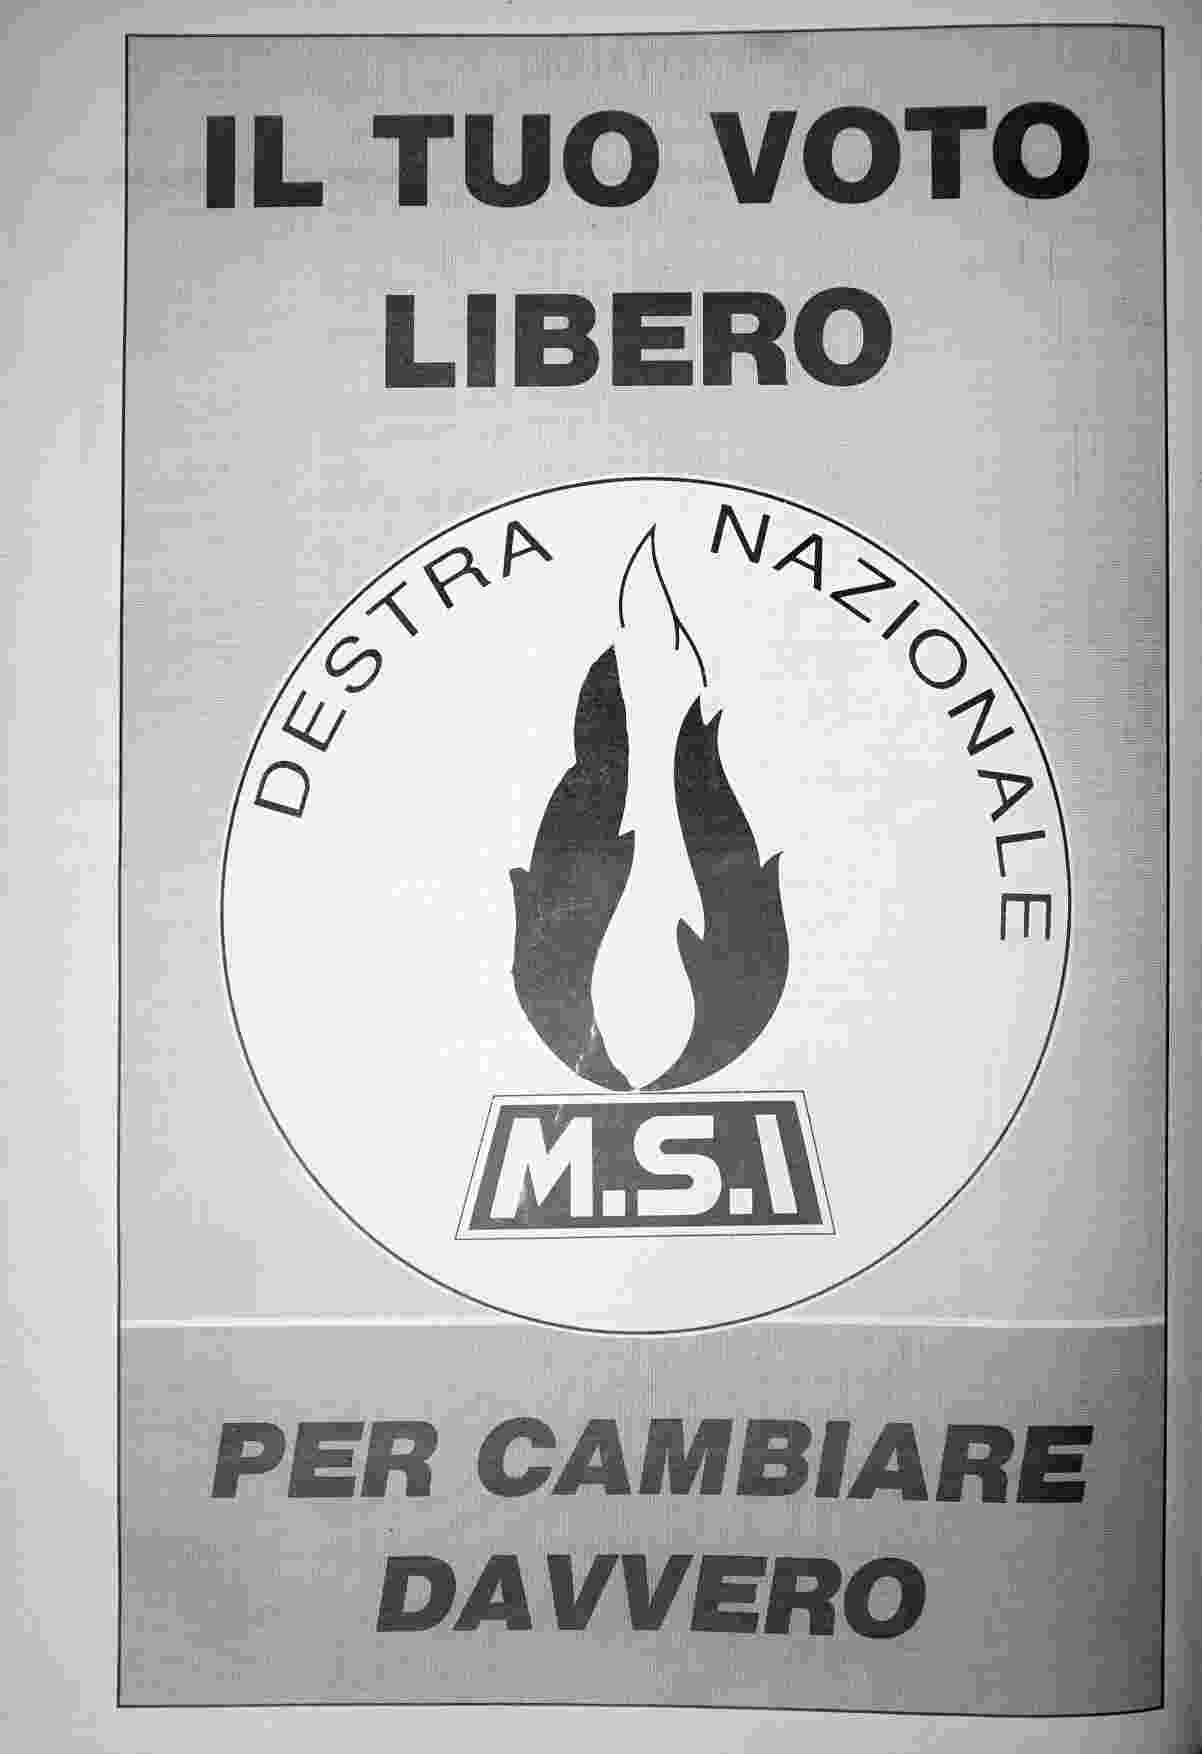 IL TUO VOTO
LIBERO
DESTRA NAZIONALE
M.S.I
PER CAMBIARE
DAVVERO